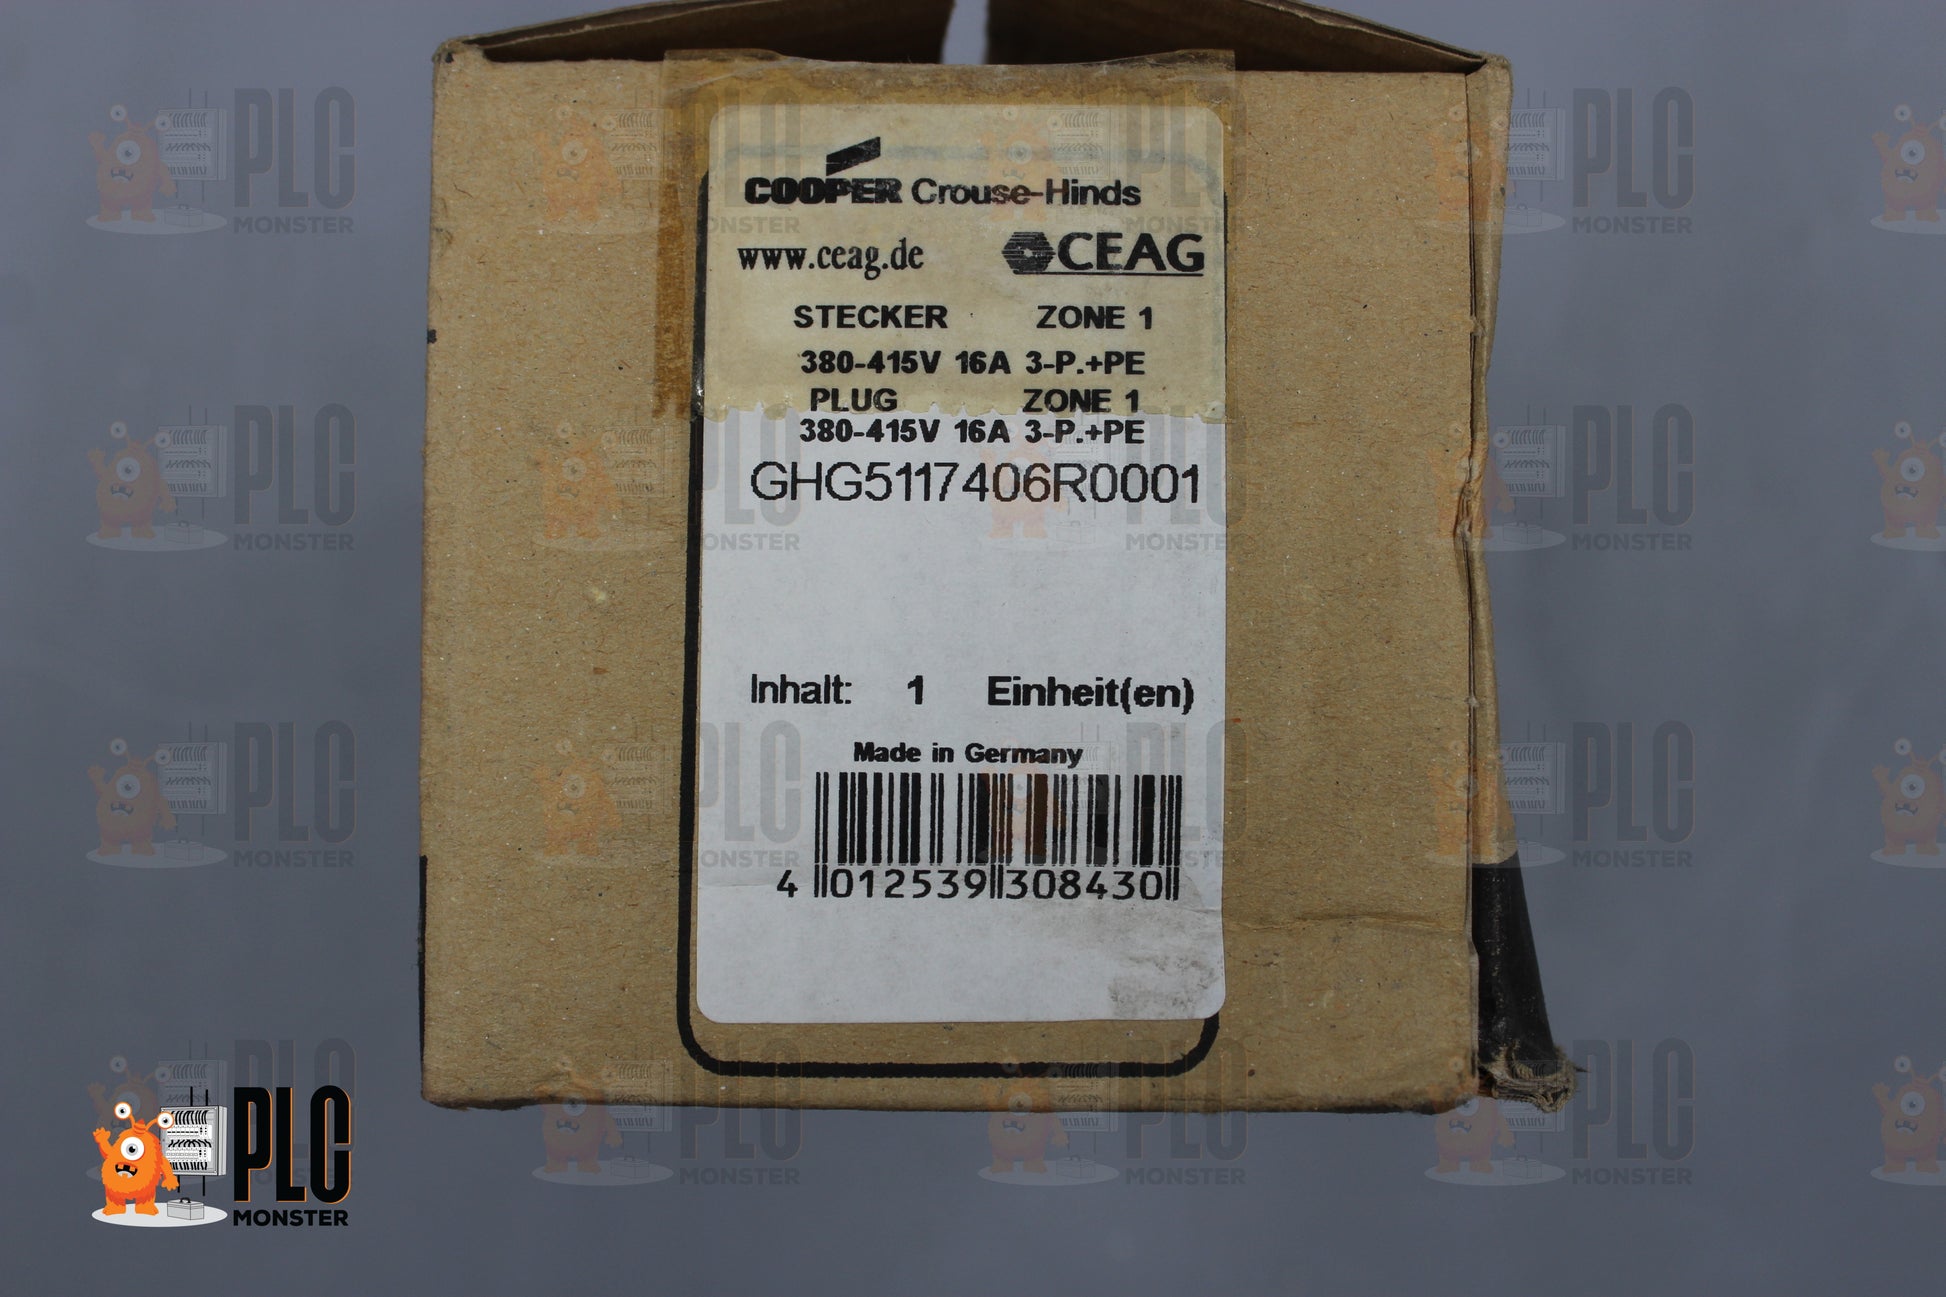 COOPER Crouse-Hinds
www.ceag.de CEAG
STECKER ZONE 1
380-415V 16A 3-P.+PE
PLUG ZONE 1
380-415V 16A 3-P.+PE
GHG5117406R0001
Inhalt: 1 Einheit(en)
Made in Germany
4 012539 308430
PLC
MONSTER